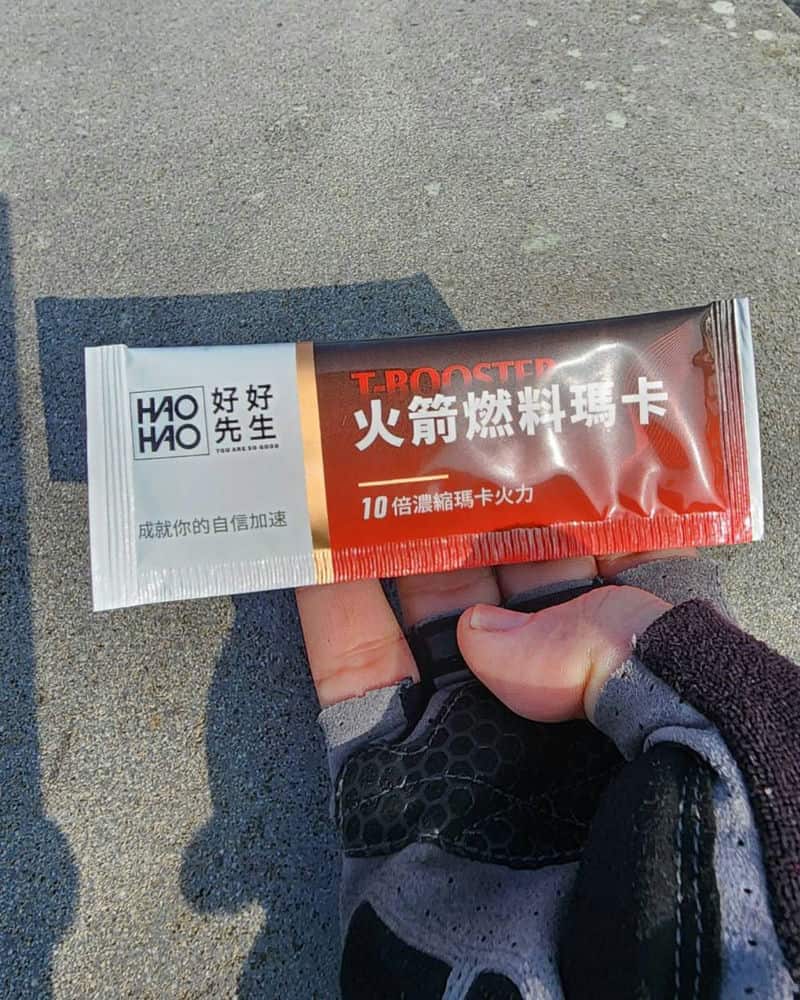 HAO
HAO
好好
先生
YOU ARE SO GOOD
成就你的自信加速
T-BOOSTER
火箭燃料瑪卡
10倍濃縮瑪卡火力